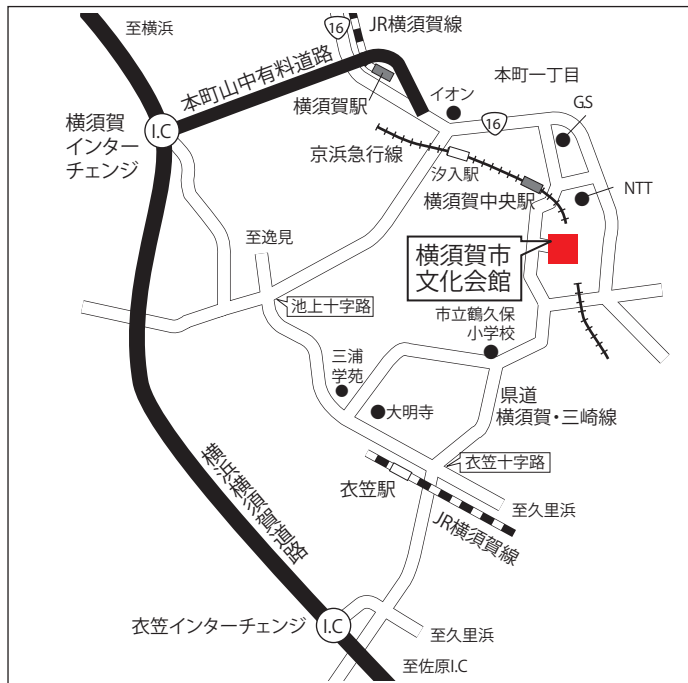 至横浜
16
JR横須賀線
本町山中有料道路
横須賀駅
イオン
本町一丁目
16
GS
横須賀
インター
チェンジ
I.C
京浜急行線
汐入駅
横須賀中央駅
NTT
至逸見
横須賀市
文化会館
池上十字路
市立鶴久保
小学校
三浦
学苑
大明寺
県道
横須賀・三崎線
衣笠十字路
衣笠駅
至久里浜
JR横須賀線
横浜横須賀道路
衣笠インターチェンジ
I.C
至久里浜
至佐原I.C